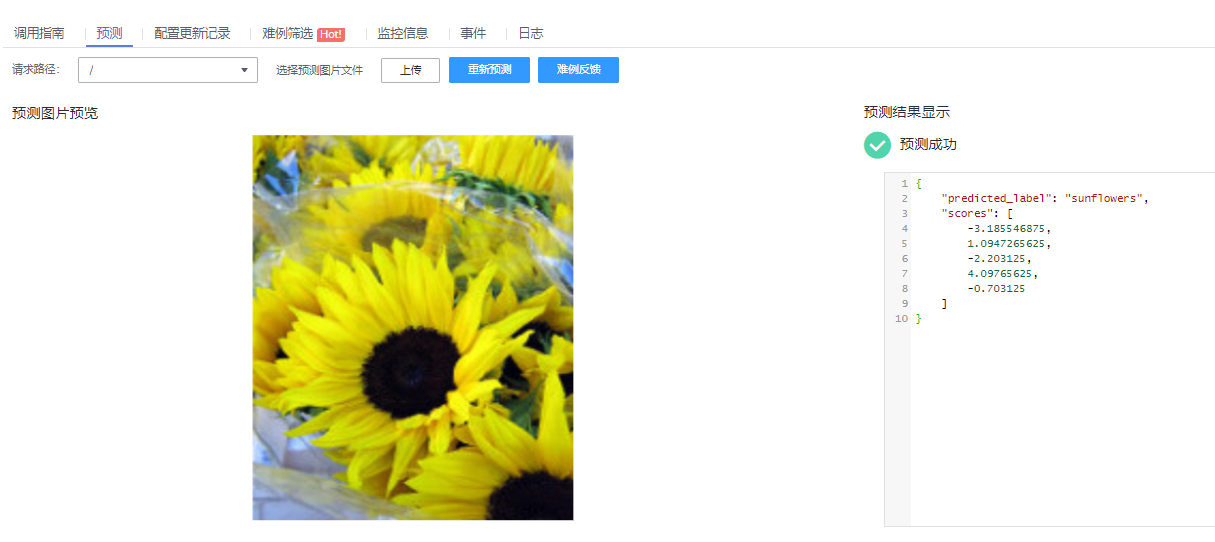 调用指南 预测 配置更新记录 难例筛选 Hot! 监控信息 事件 日志
请求路径： / 选择预测图片文件 上传 重新预测 难例反馈
预测图片预览
预测结果显示
预测成功
1 {
2 "predicted_label": "sunflowers",
3 "scores": [
4 -3.185546875,
5 1.0947265625,
6 -2.203125,
7 4.09765625,
8 -0.703125
9 ]
10 }